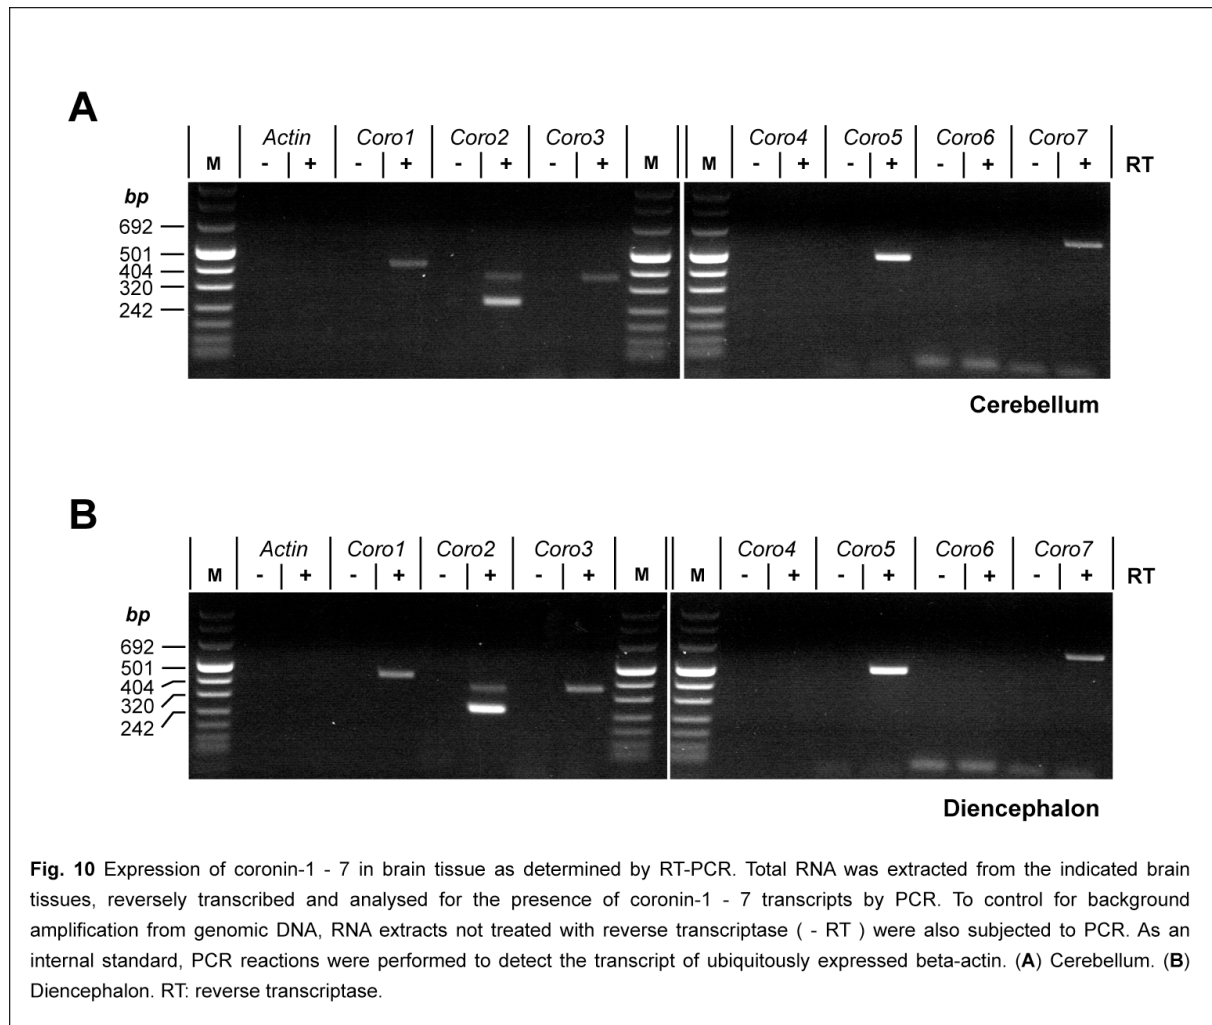 A
Actin Coro1 Coro2 Coro3 Coro4 Coro5 Coro6 Coro7
M - + - + - + - + M M - + - + - + - + RT
bp
692
501
404
320
242
Cerebellum
B
Actin Coro1 Coro2 Coro3 Coro4 Coro5 Coro6 Coro7
M - + - + - + - + M M - + - + - + - + RT
bp
692
501
404
320
242
Diencephalon
Fig. 10 Expression of coronin-1 - 7 in brain tissue as determined by RT-PCR. Total RNA was extracted from the indicated brain
tissues, reversely transcribed and analysed for the presence of coronin-1 - 7 transcripts by PCR. To control for background
amplification from genomic DNA, RNA extracts not treated with reverse transcriptase ( - RT ) were also subjected to PCR. As an
internal standard, PCR reactions were performed to detect the transcript of ubiquitously expressed beta-actin. (A) Cerebellum. (B)
Diencephalon. RT: reverse transcriptase.